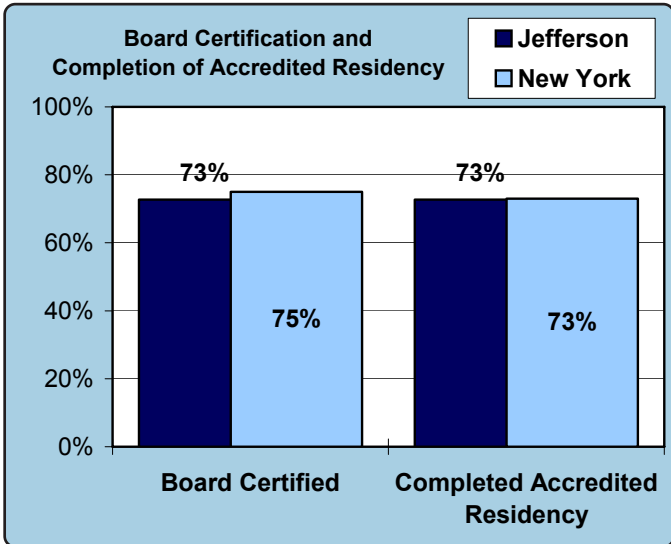 Board Certification and
Completion of Accredited Residency
Jefferson
New York
100%
80%
60%
40%
20%
0%
73%
75%
73%
73%
Board Certified
Completed Accredited
Residency